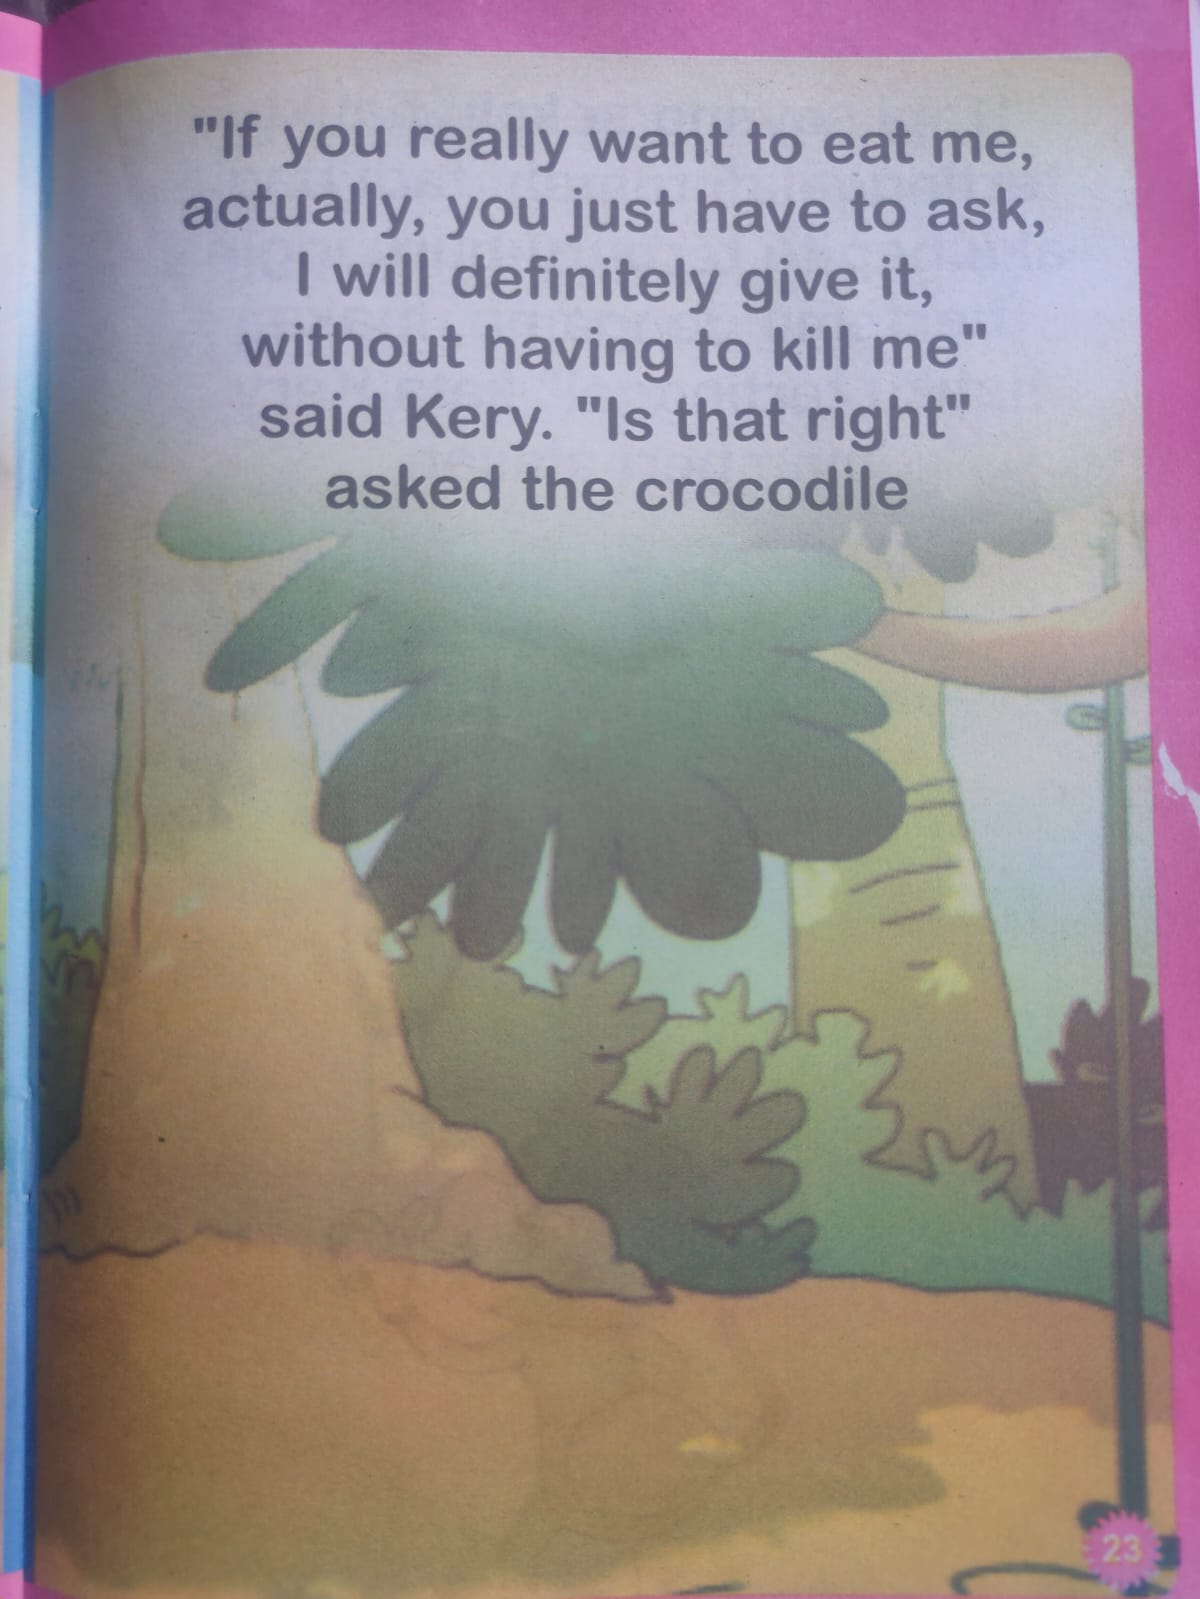 "If you really want to eat me,
actually, you just have to ask,
I will definitely give it,
without having to kill me"
said Kery. "Is that right"
asked the crocodile
23